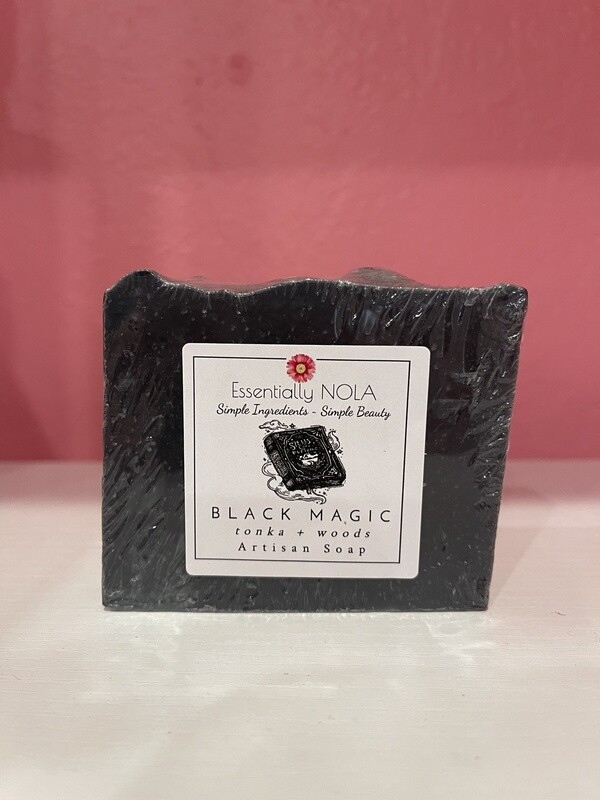 Essentially NOLA
Simple Ingredients - Simple Beauty
BLACK MAGIC
tonka + woods
Artisan Soap